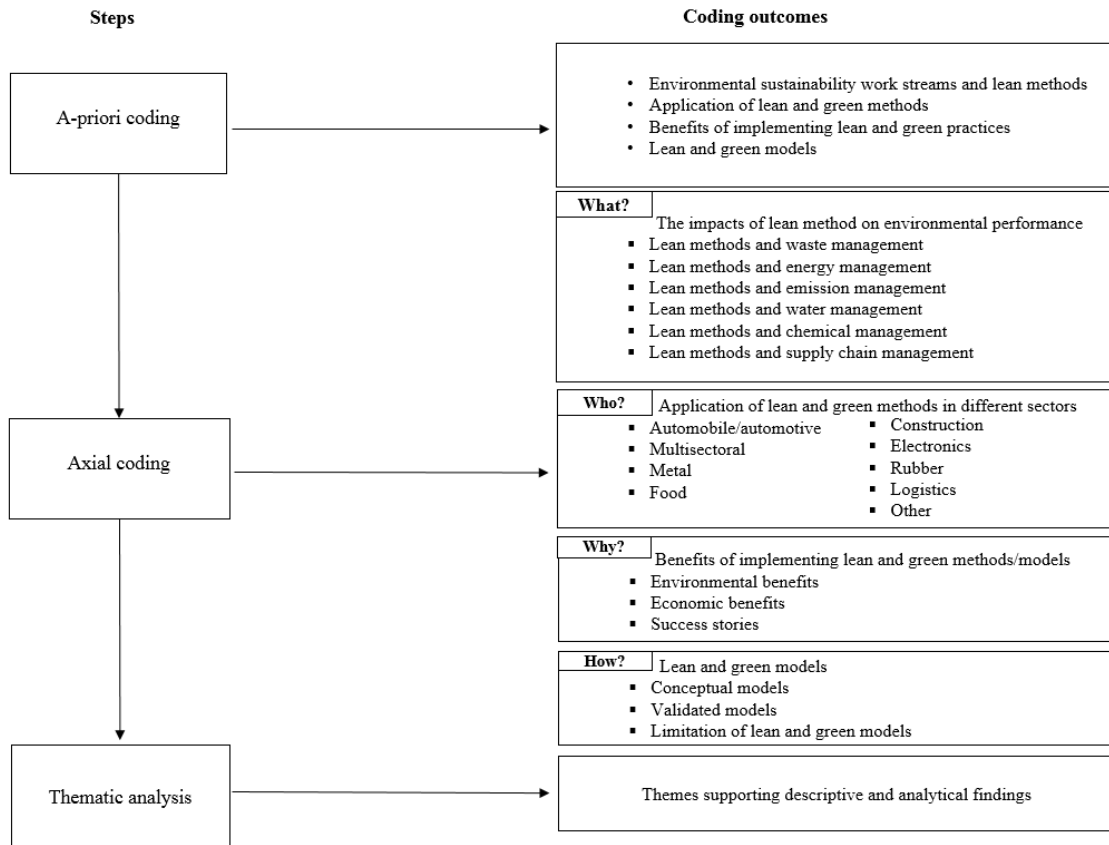 Steps
Coding outcomes
A-priori coding
• Environmental sustainability work streams and lean methods
• Application of lean and green methods
• Benefits of implementing lean and green practices
• Lean and green models
What?
The impacts of lean method on environmental performance
▪ Lean methods and waste management
▪ Lean methods and energy management
▪ Lean methods and emission management
▪ Lean methods and water management
▪ Lean methods and chemical management
▪ Lean methods and supply chain management
Axial coding
Who?
Application of lean and green methods in different sectors
▪ Automobile/automotive
▪ Multisectoral
▪ Metal
▪ Food
▪ Construction
▪ Electronics
▪ Rubber
▪ Logistics
▪ Other
Why?
Benefits of implementing lean and green methods/models
▪ Environmental benefits
▪ Economic benefits
▪ Success stories
How?
Lean and green models
▪ Conceptual models
▪ Validated models
▪ Limitation of lean and green models
Thematic analysis
Themes supporting descriptive and analytical findings